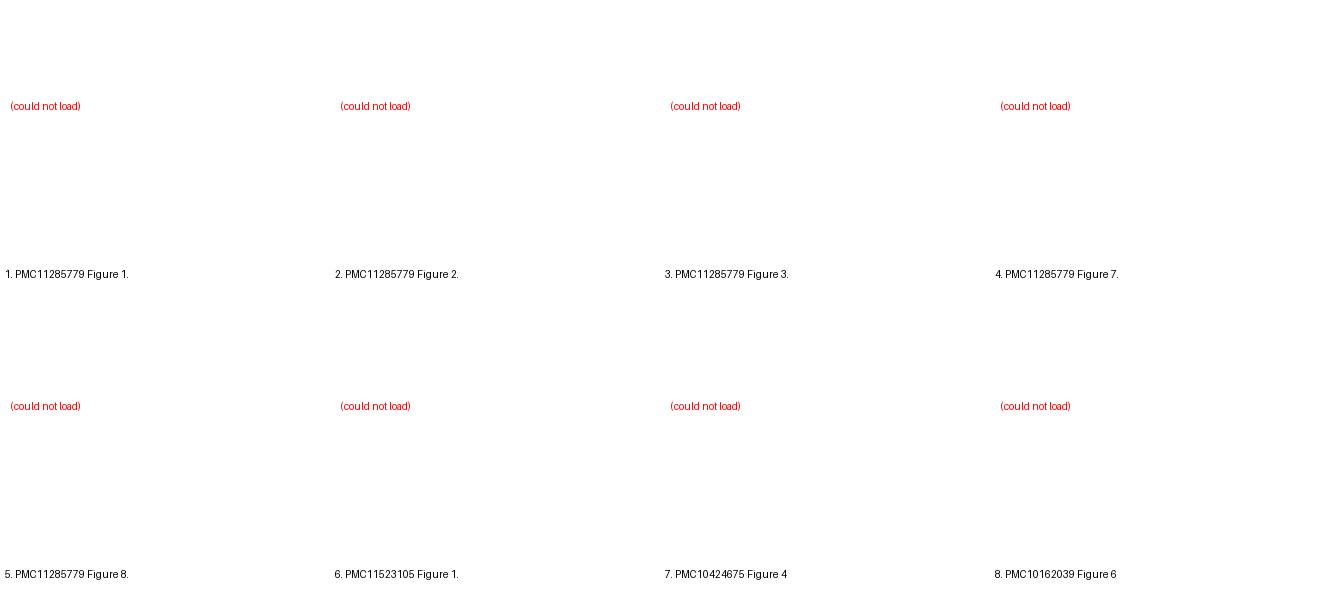 (could not load) (could not load) (could not load) (could not load)
1. PMC11285779 Figure 1. 2. PMC11285779 Figure 2. 3. PMC11285779 Figure 3. 4. PMC11285779 Figure 7.
(could not load) (could not load) (could not load) (could not load)
5. PMC11285779 Figure 8. 6. PMC11523105 Figure 1. 7. PMC10424675 Figure 4 8. PMC10162039 Figure 6